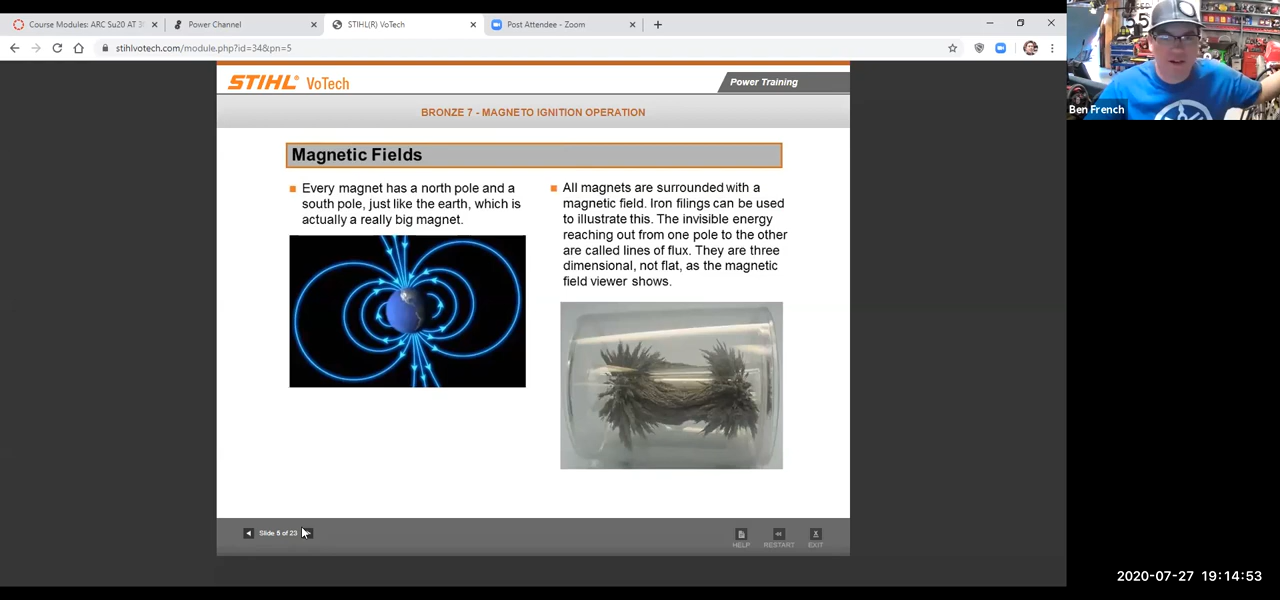 Course Modules: ARC Su20 AT 3
Power Channel
STIHL(R) VoTech
Post Attendee - Zoom
stihlvotech.com/module.php?id=34&pn=5
Ben French
STIHL VoTech
Power Training
BRONZE 7 - MAGNETO IGNITION OPERATION
Magnetic Fields
Every magnet has a north pole and a
south pole, just like the earth, which is
actually a really big magnet.
All magnets are surrounded with a
magnetic field. Iron filings can be used
to illustrate this. The invisible energy
reaching out from one pole to the other
are called lines of flux. They are three
dimensional, not flat, as the magnetic
field viewer shows.
Slide 5 of 23
HELP
RESTART
EXIT
2020-07-27 19:14:53